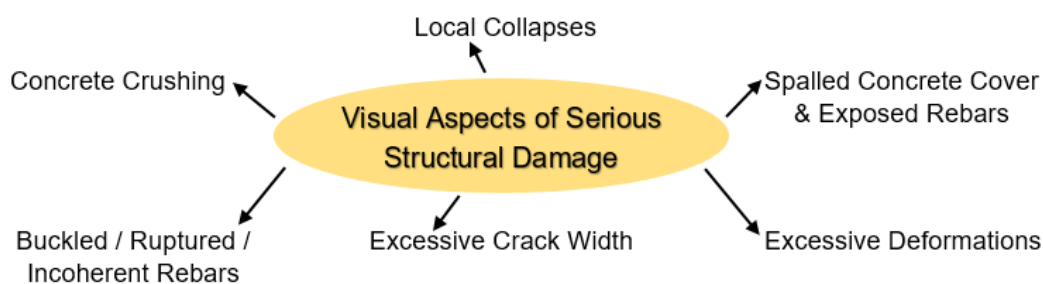 Local Collapses
Concrete Crushing
Spalled Concrete Cover
& Exposed Rebars
Visual Aspects of Serious
Structural Damage
Buckled / Ruptured /
Incoherent Rebars
Excessive Crack Width
Excessive Deformations